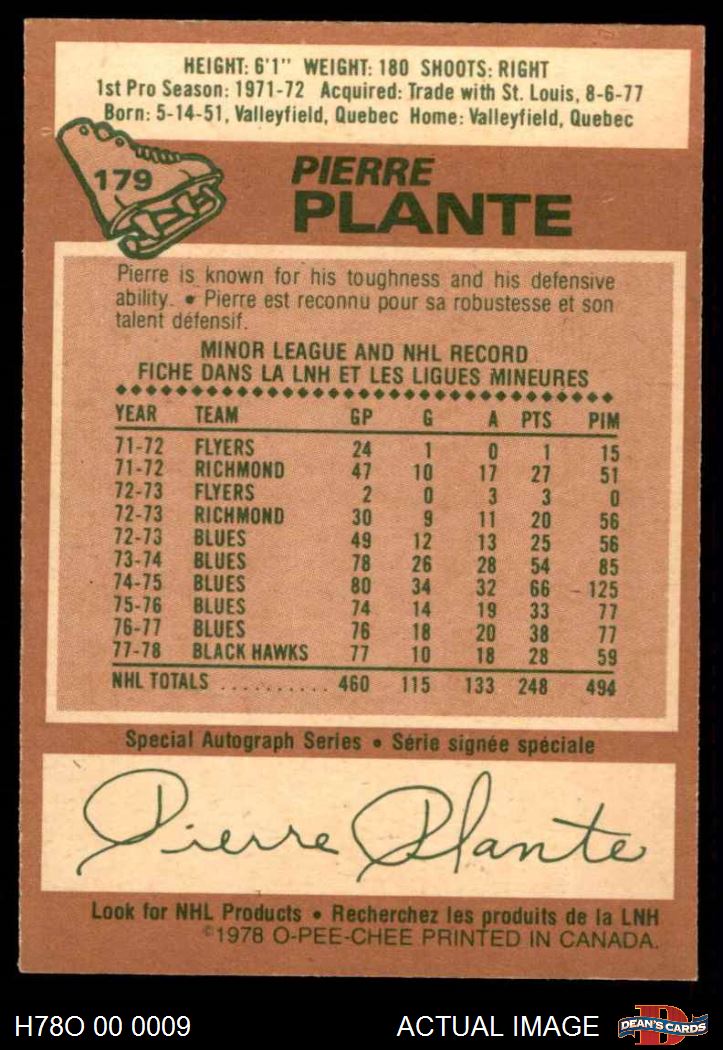 HEIGHT: 6'1" WEIGHT: 180 SHOOTS: RIGHT
1st Pro Season: 1971-72 Acquired: Trade with St. Louis, 8-6-77
Born: 5-14-51, Valleyfield, Quebec Home: Valleyfield, Quebec
179
PIERRE
PLANTE
Pierre is known for his toughness and his defensive
ability. • Pierre est reconnu pour sa robustesse et son
talent défensif.
MINOR LEAGUE AND NHL RECORD
FICHE DANS LA LNH ET LES LIGUES MINEURES
YEAR TEAM GP G A PTS PIM
71-72 FLYERS 24 1 0 1 15
71-72 RICHMOND 47 10 17 27 51
72-73 FLYERS 2 0 3 3 0
72-73 RICHMOND 30 9 11 20 56
72-73 BLUES 49 12 13 25 56
73-74 BLUES 78 26 28 54 85
74-75 BLUES 80 34 32 66 125
75-76 BLUES 74 14 19 33 77
76-77 BLUES 76 18 20 38 77
77-78 BLACK HAWKS 77 10 18 28 59
NHL TOTALS .......... 460 115 133 248 494
Special Autograph Series • Série signée spéciale
Pierre Plante
Look for NHL Products • Recherchez les produits de la LNH
©1978 O-PEE-CHEE PRINTED IN CANADA.
H78O 00 0009 ACTUAL IMAGE D DEAN'S CARDS